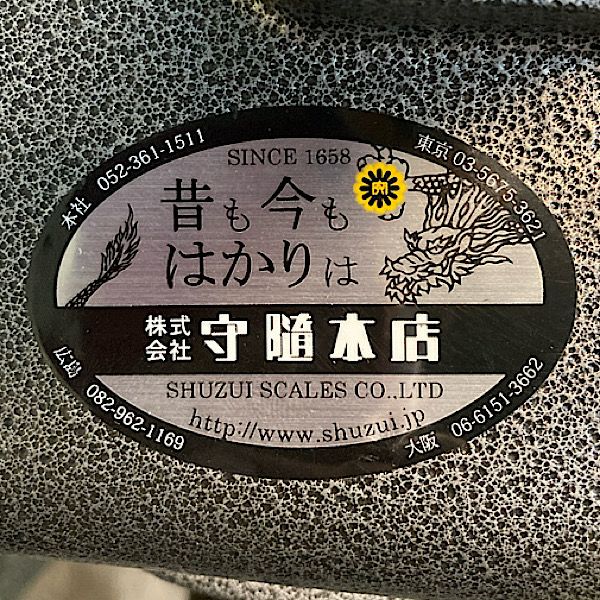 本社 052-361-1511
東京 03-5675-3621
SINCE 1658
昔も今も
はかりは
株式会社 守隨本店
SHUZUI SCALES CO.,LTD
http://www.shuzui.jp
広島 082-962-1169
大阪 06-6151-3662